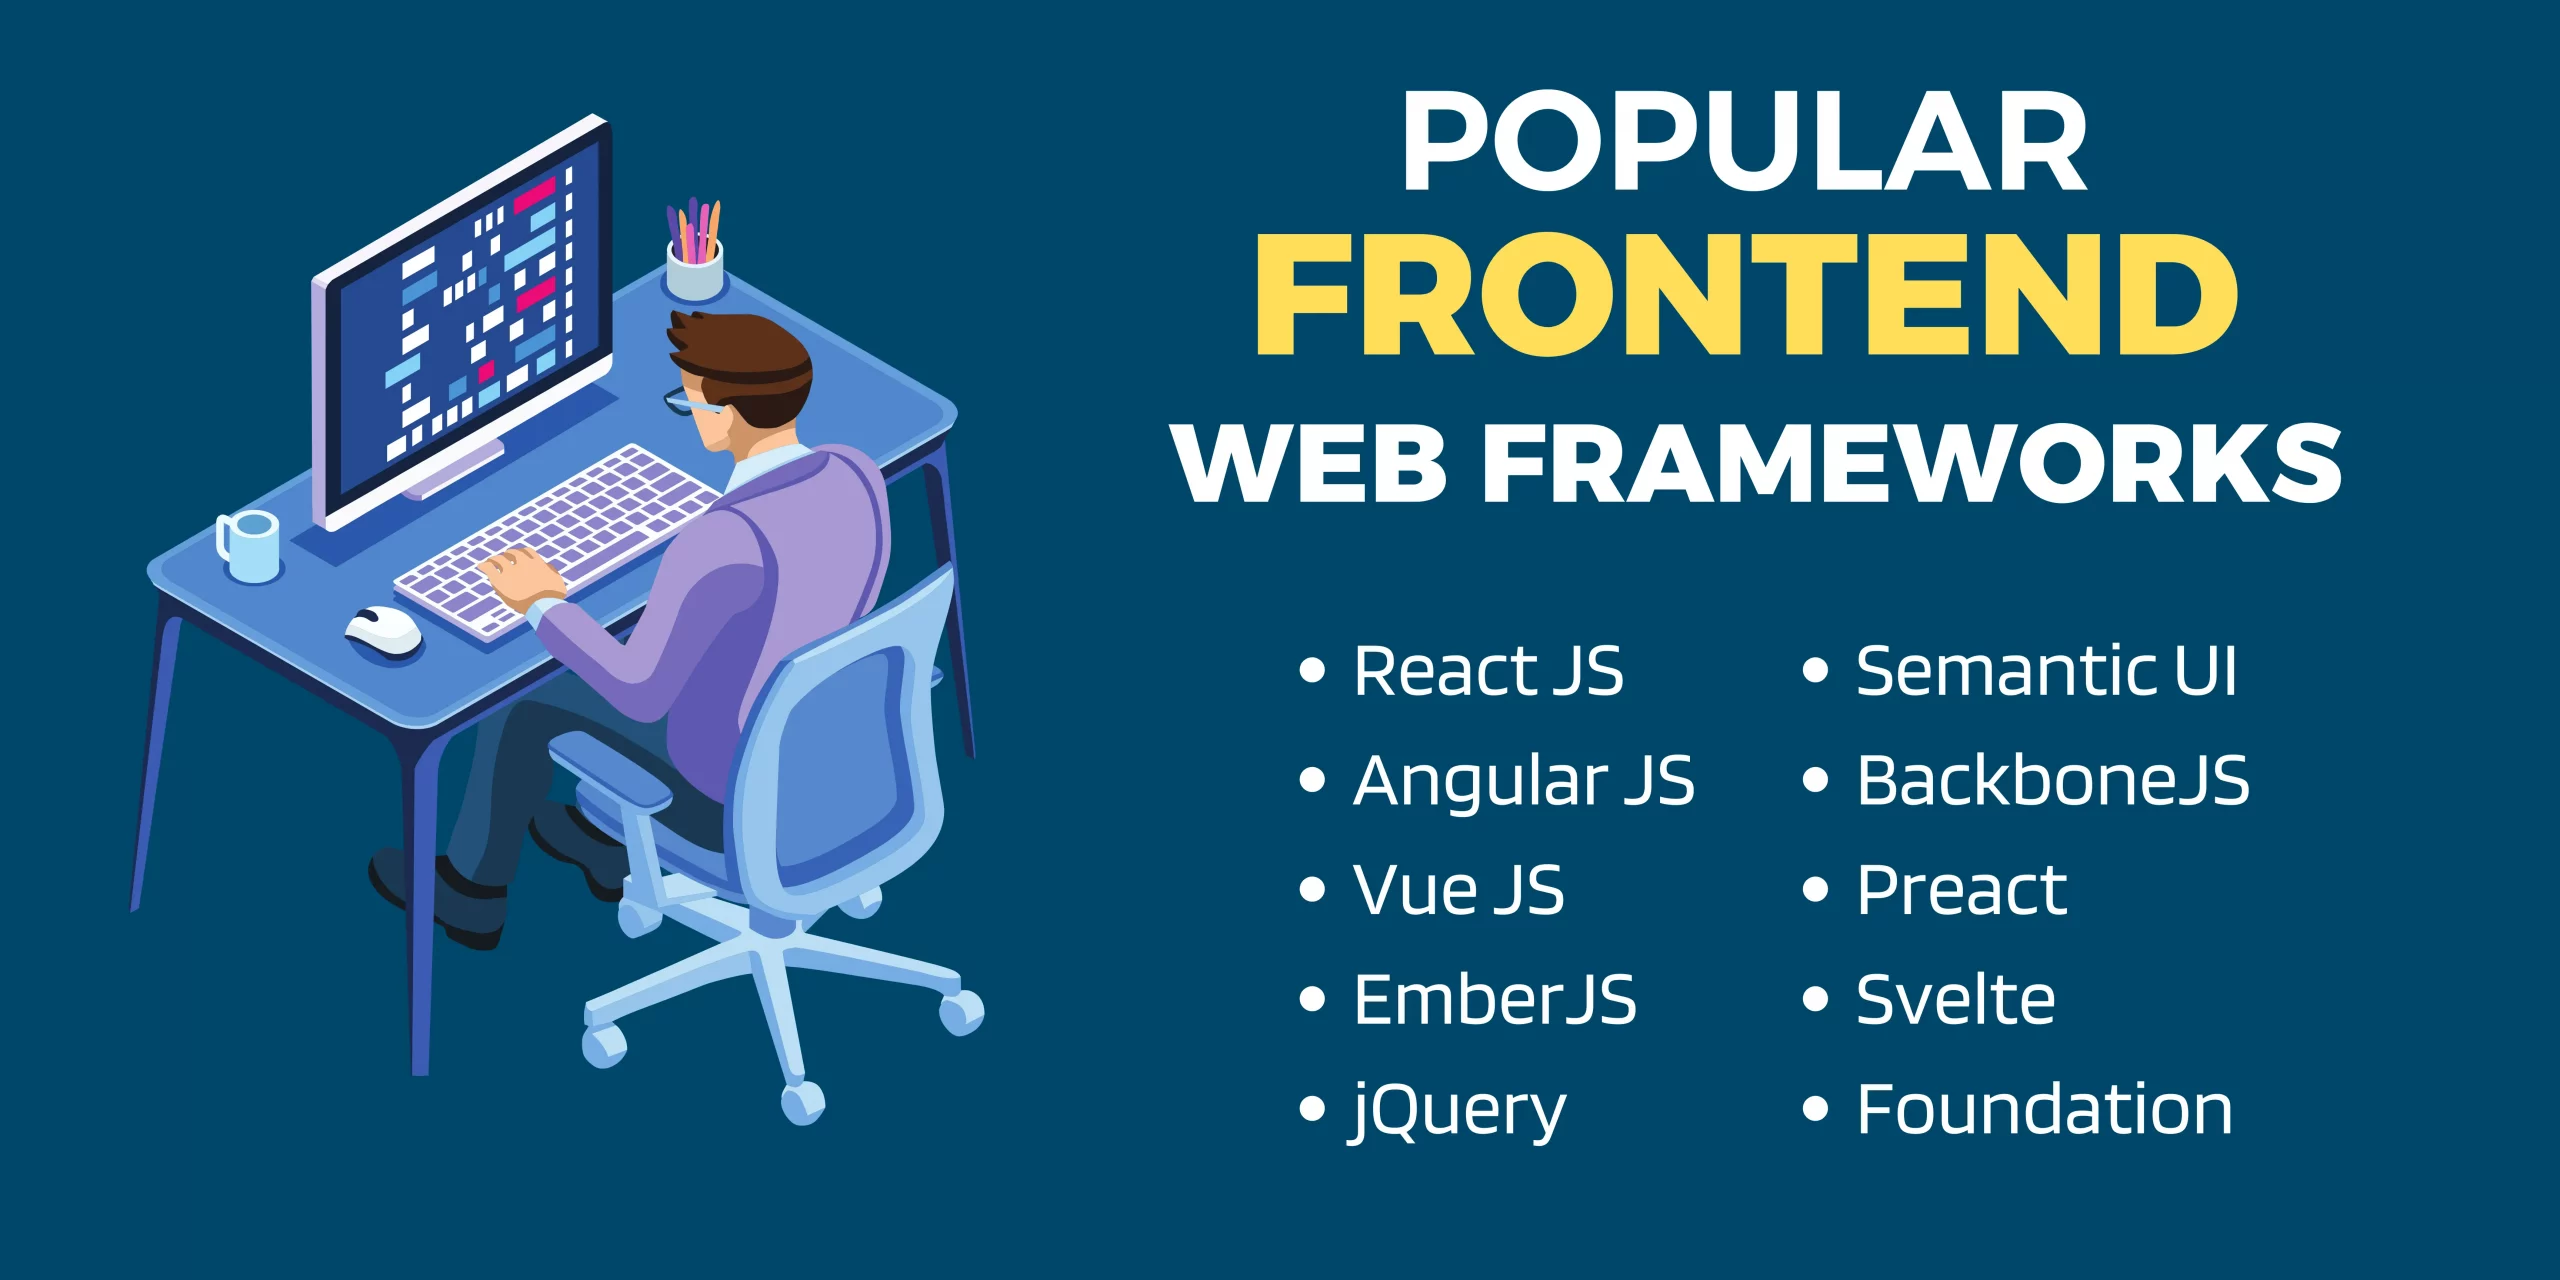 POPULAR
FRONTEND
WEB FRAMEWORKS
• React JS
• Angular JS
• Vue JS
• EmberJS
• jQuery
• Semantic UI
• BackboneJS
• Preact
• Svelte
• Foundation